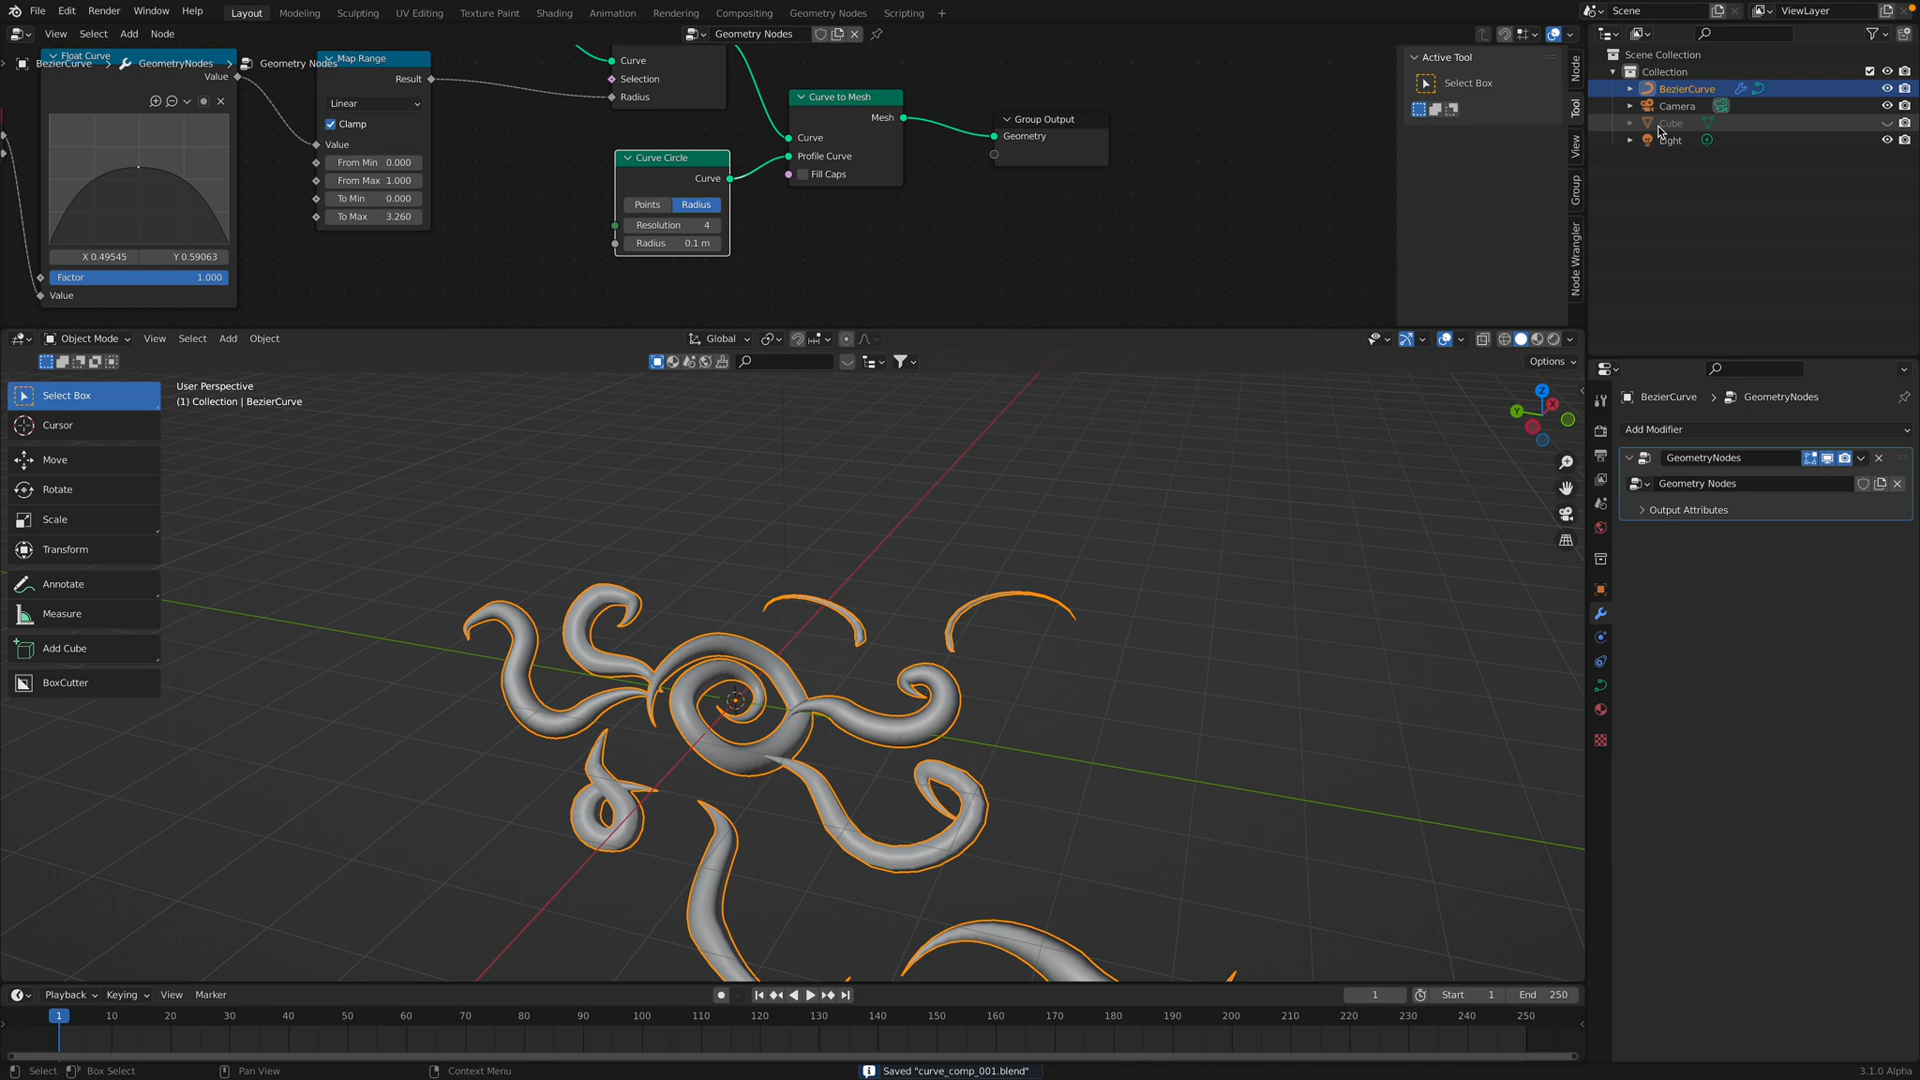 File Edit Render Window Help Layout Modeling Sculpting UV Editing Texture Paint Shading Animation Rendering Compositing Geometry Nodes Scripting + Scene ViewLayer
View Select Add Node Geometry Nodes
Float Curve
BezierCurve > GeometryNodes > Geometry Nodes
Value
X 0.49545 Y 0.59063
Factor 1.000
Value
Map Range
Result
Linear
Clamp
Value
From Min 0.000
From Max 1.000
To Min 0.000
To Max 3.260
Curve
Selection
Radius
Curve Circle
Curve
Points Radius
Resolution 4
Radius 0.1 m
Curve to Mesh
Mesh
Curve
Profile Curve
Fill Caps
Group Output
Geometry
Active Tool
Select Box
Node
Tool
View
Group
Node Wrangler
Scene Collection
Collection
BezierCurve
Camera
Cube
Light
Object Mode View Select Add Object Global
Options
Select Box
Cursor
Move
Rotate
Scale
Transform
Annotate
Measure
Add Cube
BoxCutter
User Perspective
(1) Collection | BezierCurve
Z
Y
X
BezierCurve > GeometryNodes
Add Modifier
GeometryNodes
Geometry Nodes
Output Attributes
Playback Keying View Marker 1 Start 1 End 250
1 10 20 30 40 50 60 70 80 90 100 110 120 130 140 150 160 170 180 190 200 210 220 230 240 250
Select Box Select Pan View Context Menu Saved "curve_comp_001.blend" 3.1.0 Alpha